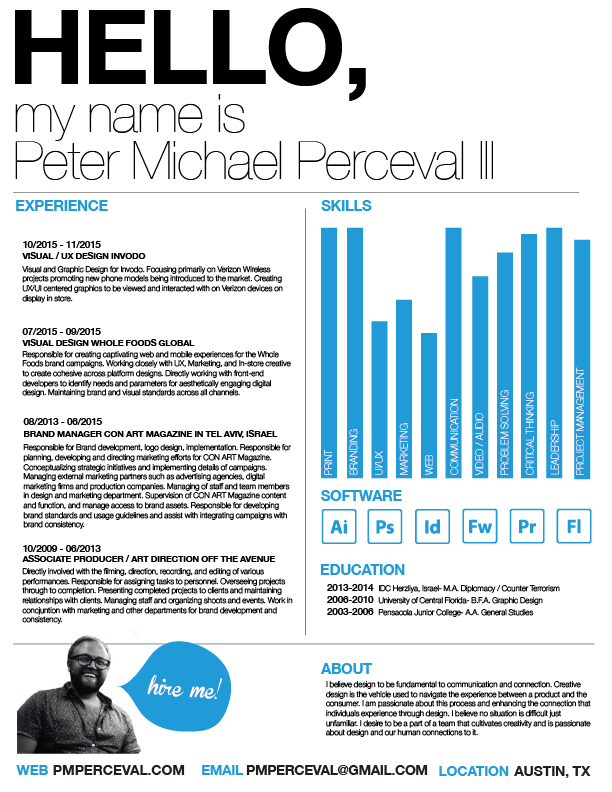 HELLO,
my name is
Peter Michael Perceval III
EXPERIENCE
10/2015 - 11/2015
VISUAL / UX DESIGN INVODO
Visual and Graphic Design for Invodo. Focusing primarily on Verizon Wireless
projects promoting new phone models being introduced to the market. Creating
UX/UI centered graphics to be viewed and interacted with on Verizon devices on
display in store.
07/2015 - 09/2015
VISUAL DESIGN WHOLE FOODS GLOBAL
Responsible for creating captivating web and mobile experiences for the Whole
Foods brand campaigns. Working closely with UX, Marketing, and In-store creative
to create cohesive across platform designs. Directly working with front-end
developers to identify needs and parameters for aesthetically engaging digital
design. Maintaining brand and visual standards across all channels.
08/2013 - 06/2015
BRAND MANAGER CON ART MAGAZINE IN TEL AVIV, ISRAEL
Responsible for Brand development, logo design, implementation. Responsible for
planning, developing and directing marketing efforts for CON ART Magazine.
Conceptualizing strategic initiatives and implementing details of campaigns.
Managing external marketing partners such as advertising agencies, digital
marketing firms and production companies. Managing of staff and team members
in design and marketing department. Supervision of CON ART Magazine content
and function, and manage access to brand assets. Responsible for developing
brand standards and usage guidelines and assist with integrating campaigns with
brand consistency.
10/2009 - 06/2013
ASSOCIATE PRODUCER / ART DIRECTION OFF THE AVENUE
Directly involved with the filming, direction, recording, and editing of various
performances. Responsible for assigning tasks to personnel. Overseeing projects
through to completion. Presenting completed projects to clients and maintaining
relationships with clients. Managing staff and organizing shoots and events. Work in
conjuntion with marketing and other departments for brand development and
consistency.
SKILLS
PRINT
BRANDING
UI/UX
MARKETING
WEB
COMMUNICATION
VIDEO / AUDIO
PROBLEM SOLVING
CRITICAL THINKING
LEADERSHIP
PROJECT MANAGEMENT
SOFTWARE
Ai Ps Id Fw Pr Fl
EDUCATION
2013-2014 IDC Herzliya, Israel- M.A. Diplomacy / Counter Terrorism
2006-2010 University of Central Florida- B.F.A. Graphic Design
2003-2006 Pensacola Junior College- A.A. General Studies
hire me!
ABOUT
I believe design to be fundamental to communication and connection. Creative
design is the vehicle used to navigate the experience between a product and the
consumer. I am passionate about this process and enhancing the connection that
individuals experience through design. I believe no situation is difficult just
unfamiliar. I desire to be a part of a team that cultivates creativity and is passionate
about design and our human connections to it.
WEB PMPERCEVAL.COM EMAIL PMPERCEVAL@GMAIL.COM LOCATION AUSTIN, TX